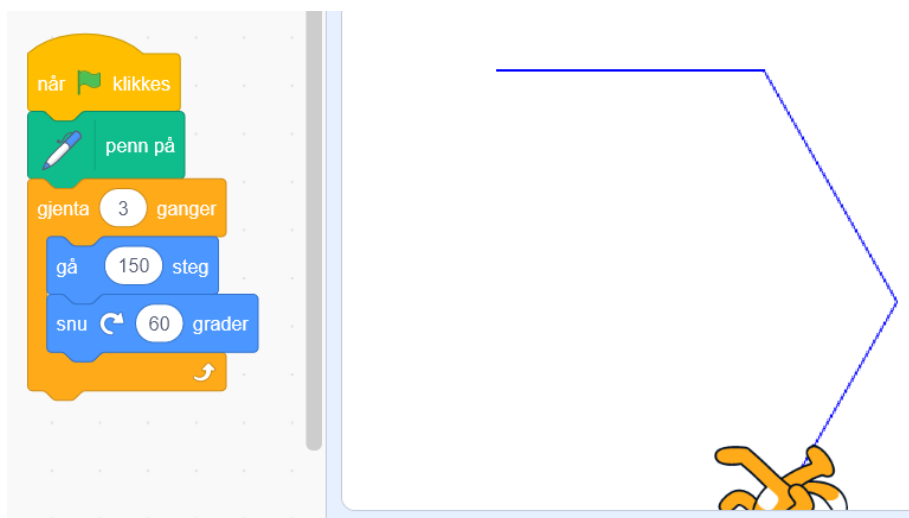 når klikkes
penn på
gjenta 3 ganger
gå 150 steg
snu 60 grader